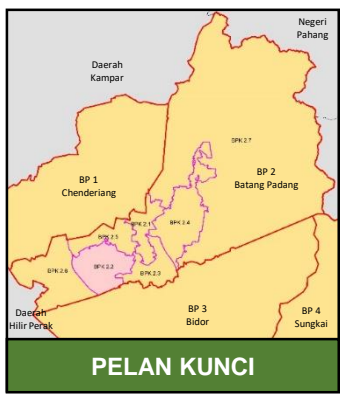 Negeri
Pahang
Daerah
Kampar
BPK 2.7
BP 1
Chenderiang
BP 2
Batang Padang
BPK 2.1
BPK 2.4
BPK 2.5
BPK 2.6
BPK 2.2
BPK 2.3
Daerah
Hilir Perak
BP 3
Bidor
BP 4
Sungkai
PELAN KUNCI